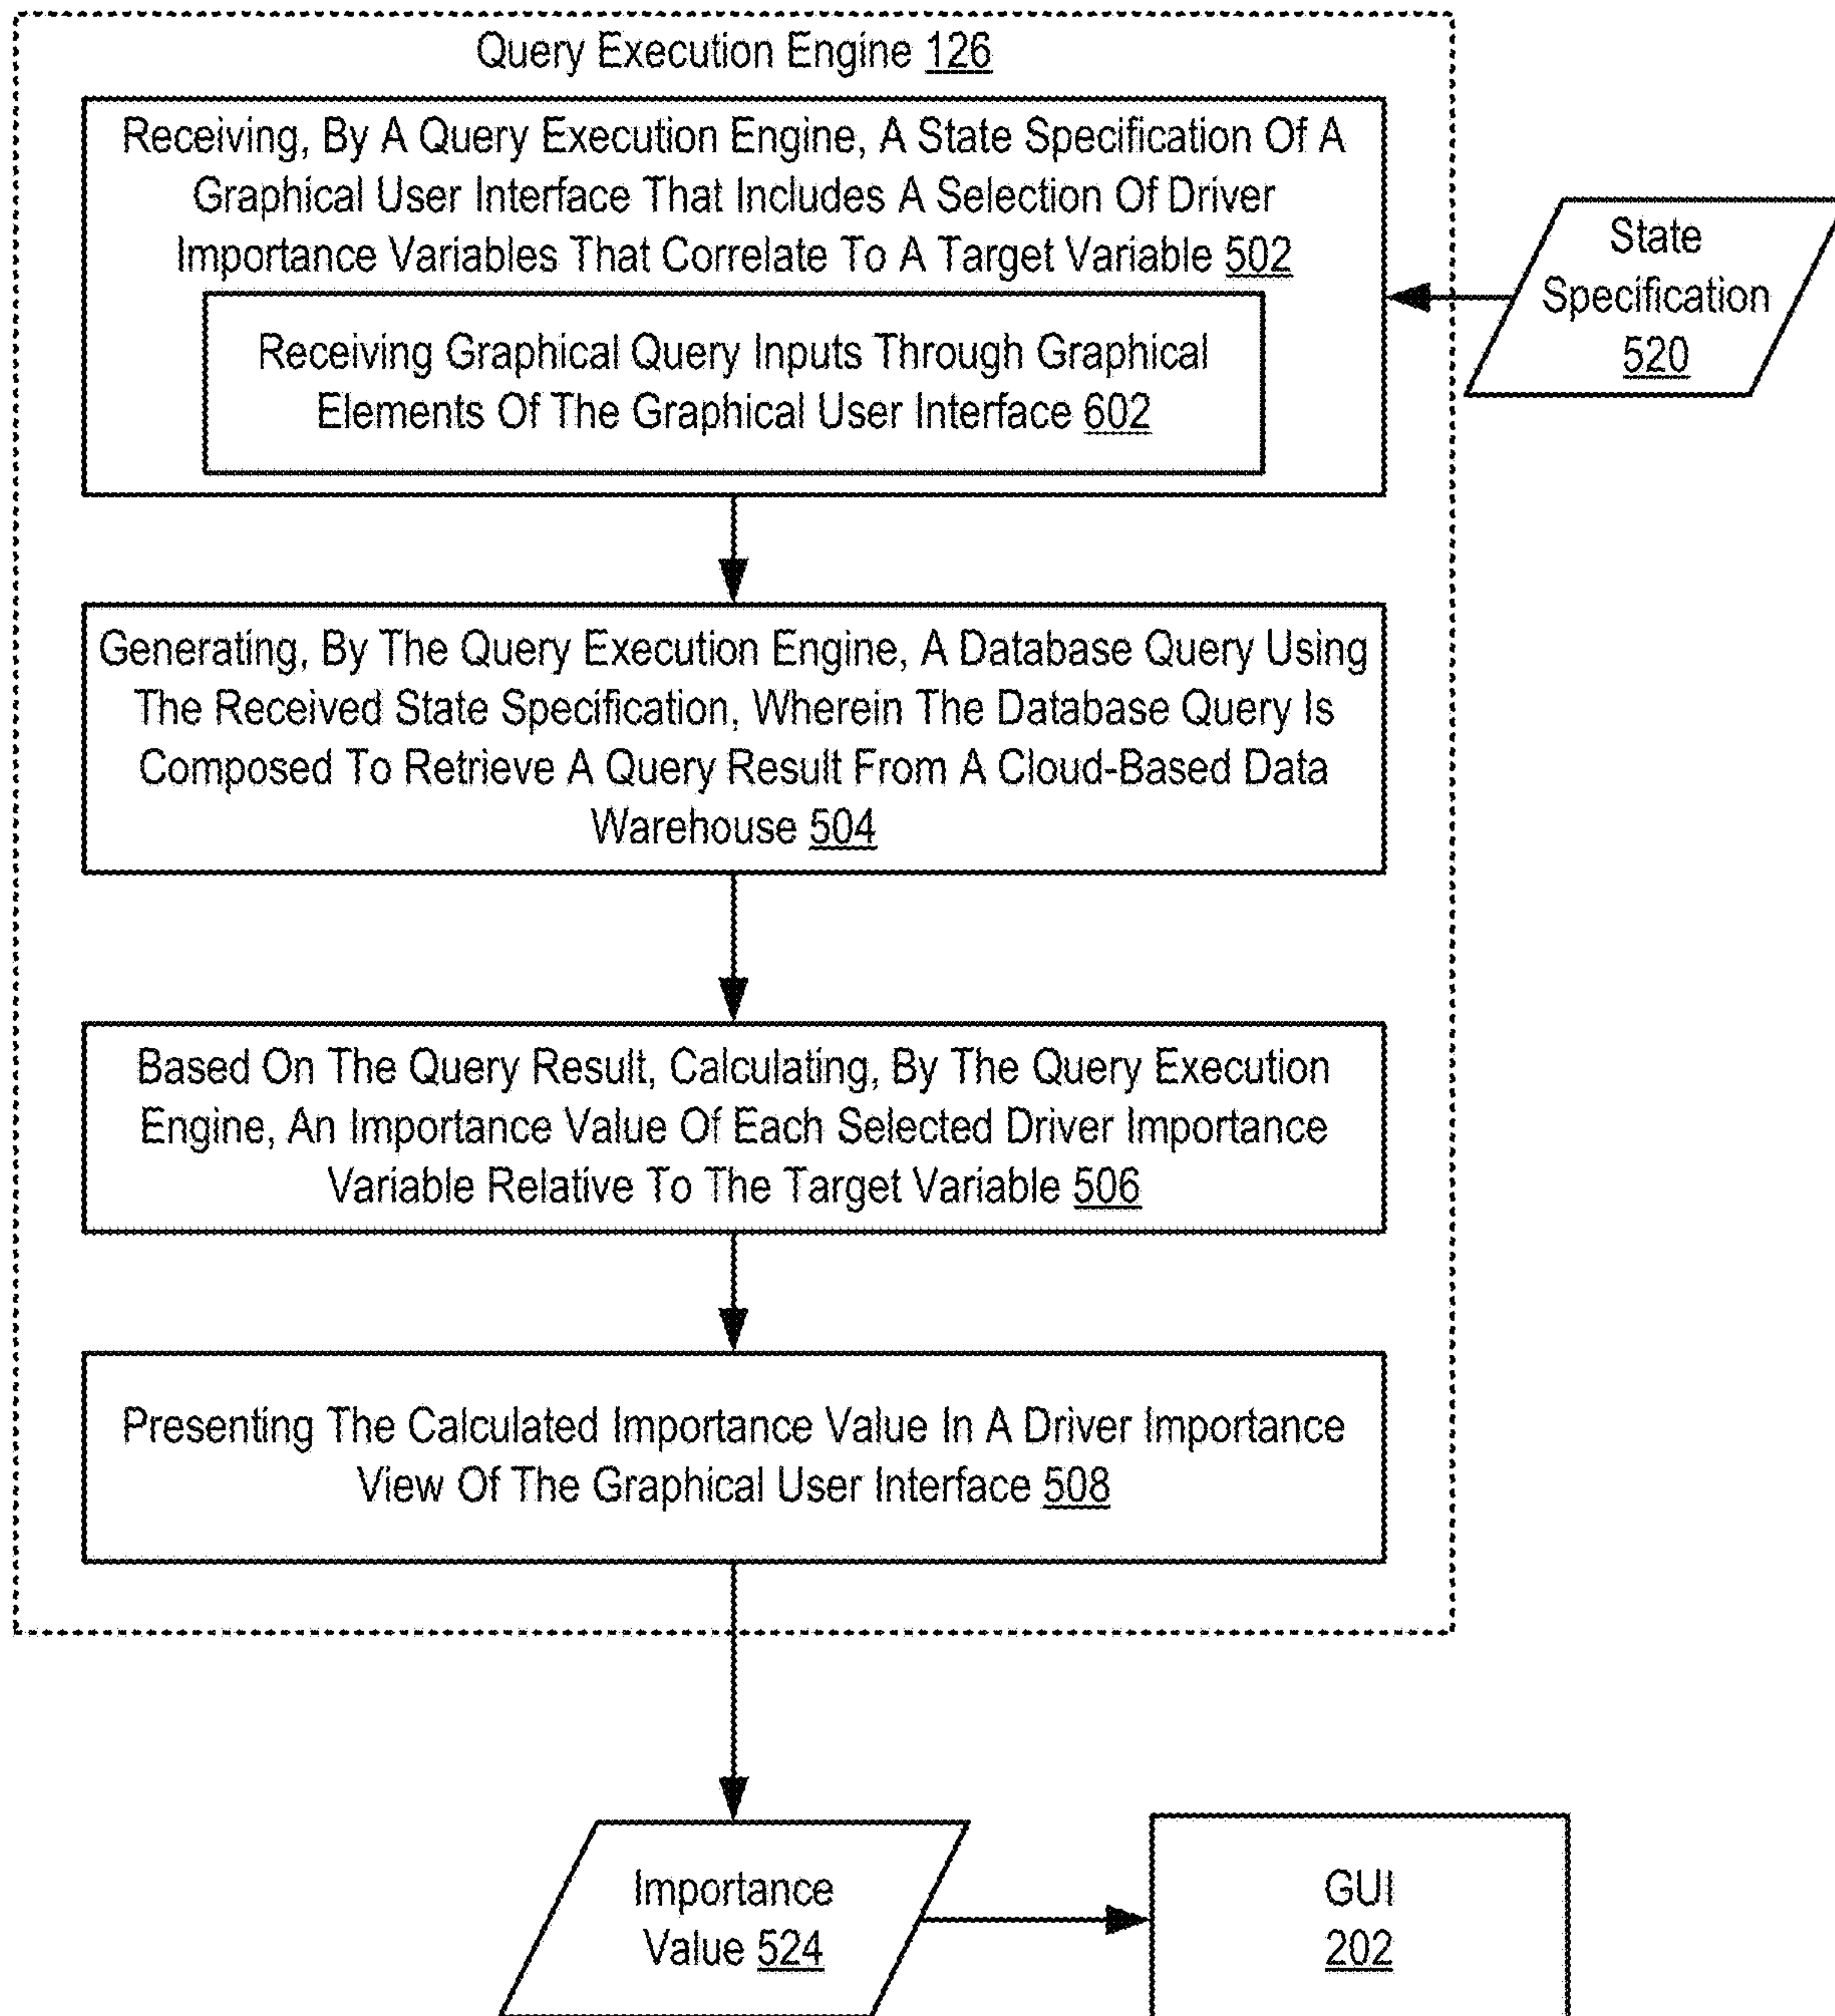 Query Execution Engine 126
Receiving, By A Query Execution Engine, A State Specification Of A
Graphical User Interface That Includes A Selection Of Driver
Importance Variables That Correlate To A Target Variable 502
Receiving Graphical Query Inputs Through Graphical
Elements Of The Graphical User Interface 602
State
Specification
520
Generating, By The Query Execution Engine, A Database Query Using
The Received State Specification, Wherein The Database Query Is
Composed To Retrieve A Query Result From A Cloud-Based Data
Warehouse 504
Based On The Query Result, Calculating, By The Query Execution
Engine, An Importance Value Of Each Selected Driver Importance
Variable Relative To The Target Variable 506
Presenting The Calculated Importance Value In A Driver Importance
View Of The Graphical User Interface 508
Importance
Value 524
GUI
202